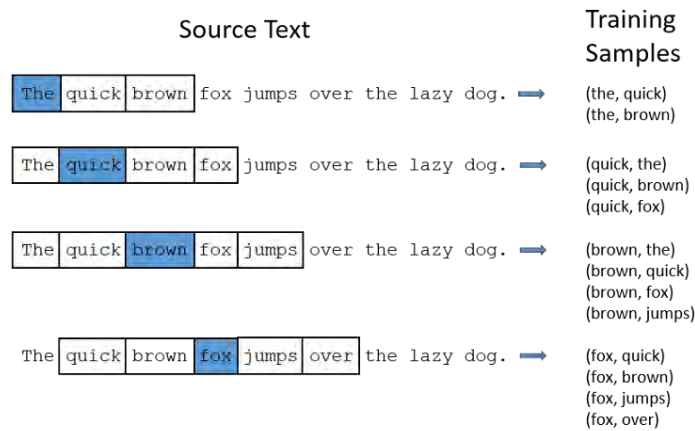 Source Text
Training
Samples
The quick brown fox jumps over the lazy dog.
(the, quick)
(the, brown)
The quick brown fox jumps over the lazy dog.
(quick, the)
(quick, brown)
(quick, fox)
The quick brown fox jumps over the lazy dog.
(brown, the)
(brown, quick)
(brown, fox)
(brown, jumps)
The quick brown fox jumps over the lazy dog.
(fox, quick)
(fox, brown)
(fox, jumps)
(fox, over)